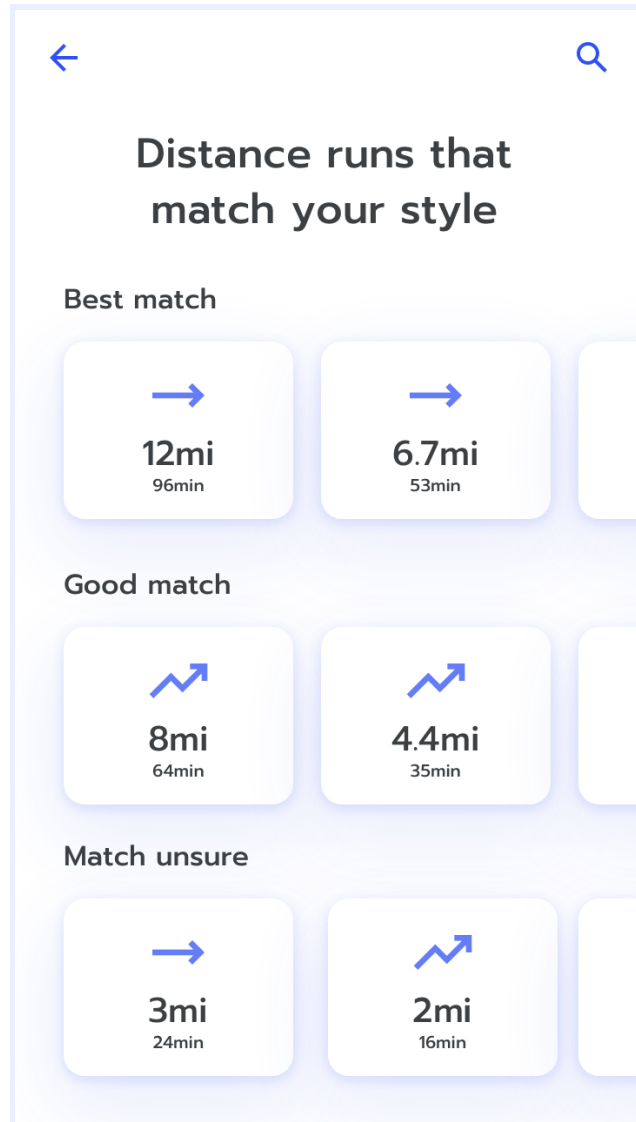 Distance runs that
match your style
Best match
12mi
96min
6.7mi
53min
Good match
8mi
64min
4.4mi
35min
Match unsure
3mi
24min
2mi
16min